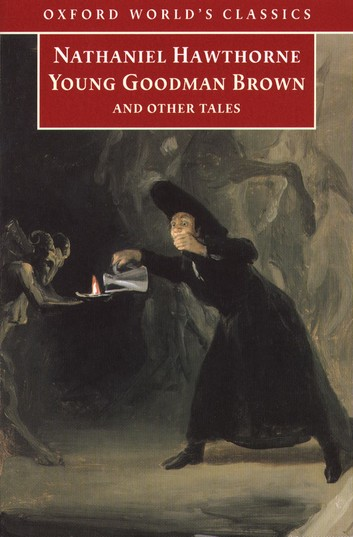 OXFORD WORLD'S CLASSICS
NATHANIEL HAWTHORNE
YOUNG GOODMAN BROWN
AND OTHER TALES